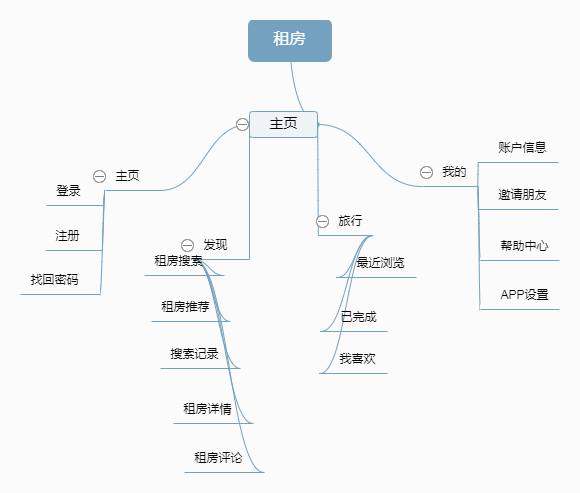 租房
主页
主页
登录
注册
找回密码
发现
租房搜素
租房推荐
搜素记录
租房详情
租房评论
旅行
最近浏览
已完成
我喜欢
我的
账户信息
邀请朋友
帮助中心
APP设置